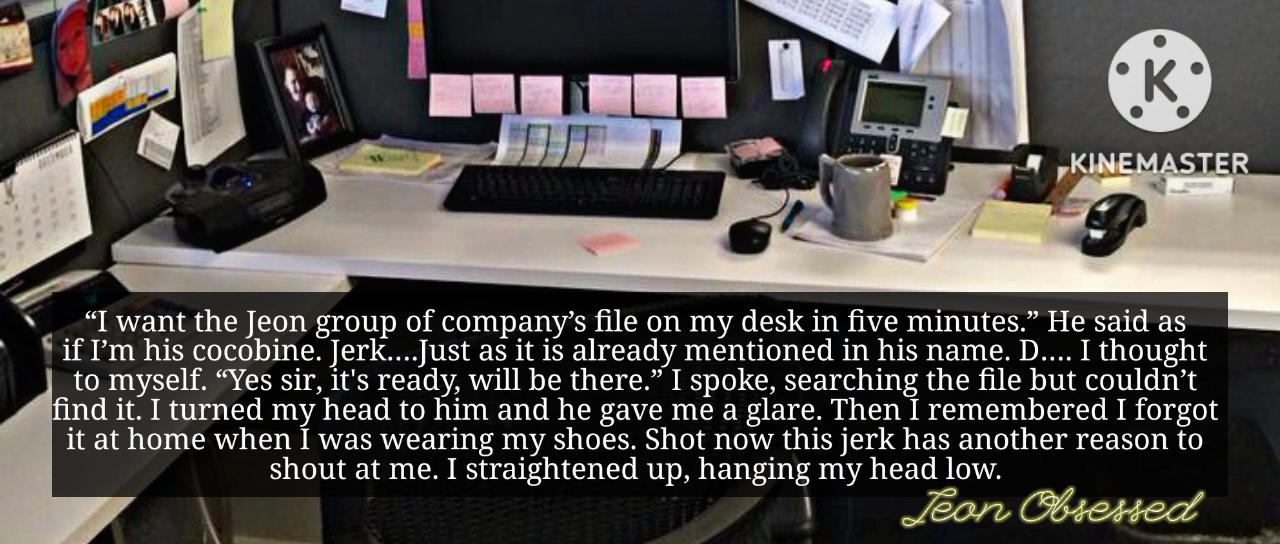 KINEMASTER
“I want the Jeon group of company’s file on my desk in five minutes.” He said as
if I’m his cocobine. Jerk....Just as it is already mentioned in his name. D.... I thought
to myself. “Yes sir, it's ready, will be there.” I spoke, searching the file but couldn’t
find it. I turned my head to him and he gave me a glare. Then I remembered I forgot
it at home when I was wearing my shoes. Shot now this jerk has another reason to
shout at me. I straightened up, hanging my head low.
Jeon Obsessed